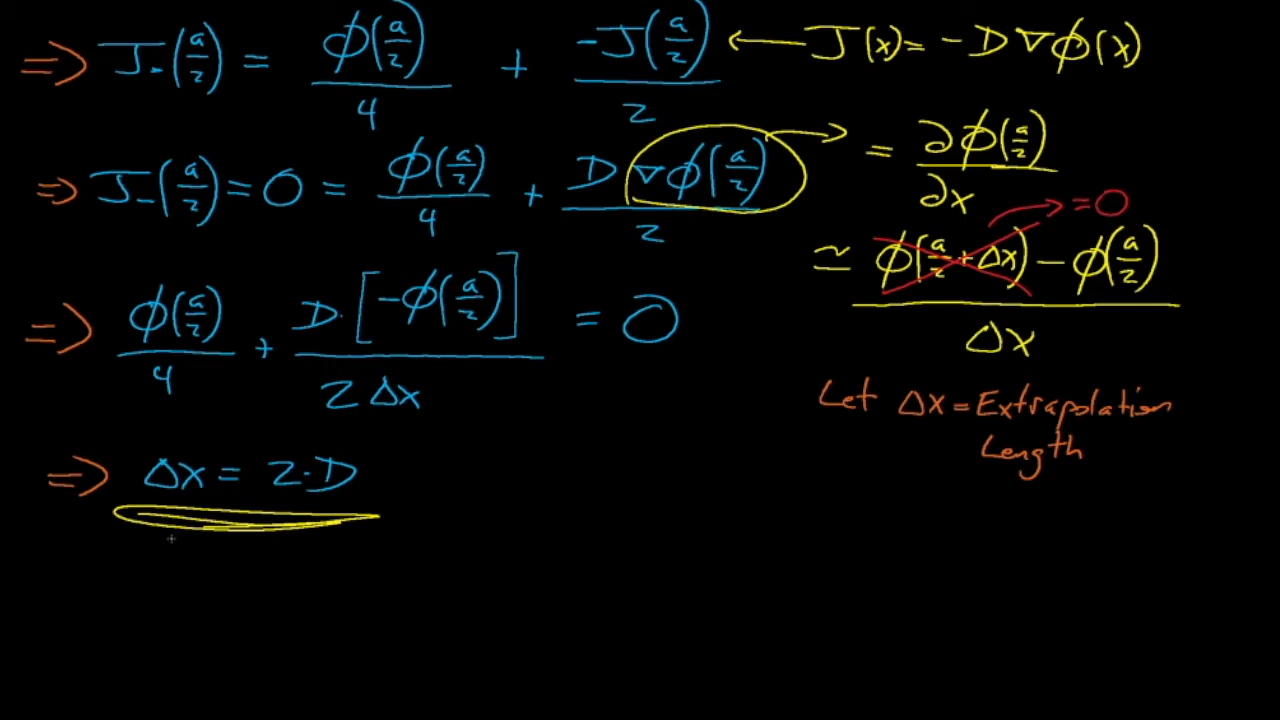 ⇒ J₋(a/2) = ϕ(a/2)/4 + -J(a/2)/2 ← J(x) = -D∇ϕ(x)
⇒ J₋(a/2) = 0 = ϕ(a/2)/4 + D∇ϕ(a/2)/2 → = ∂ϕ(a/2)/∂x
≃ (ϕ(a/2+Δx) - ϕ(a/2))/Δx
→ = 0
⇒ ϕ(a/2)/4 + D·[-ϕ(a/2)]/2Δx = 0
Let Δx = Extrapolation
Length
⇒ Δx = 2·D